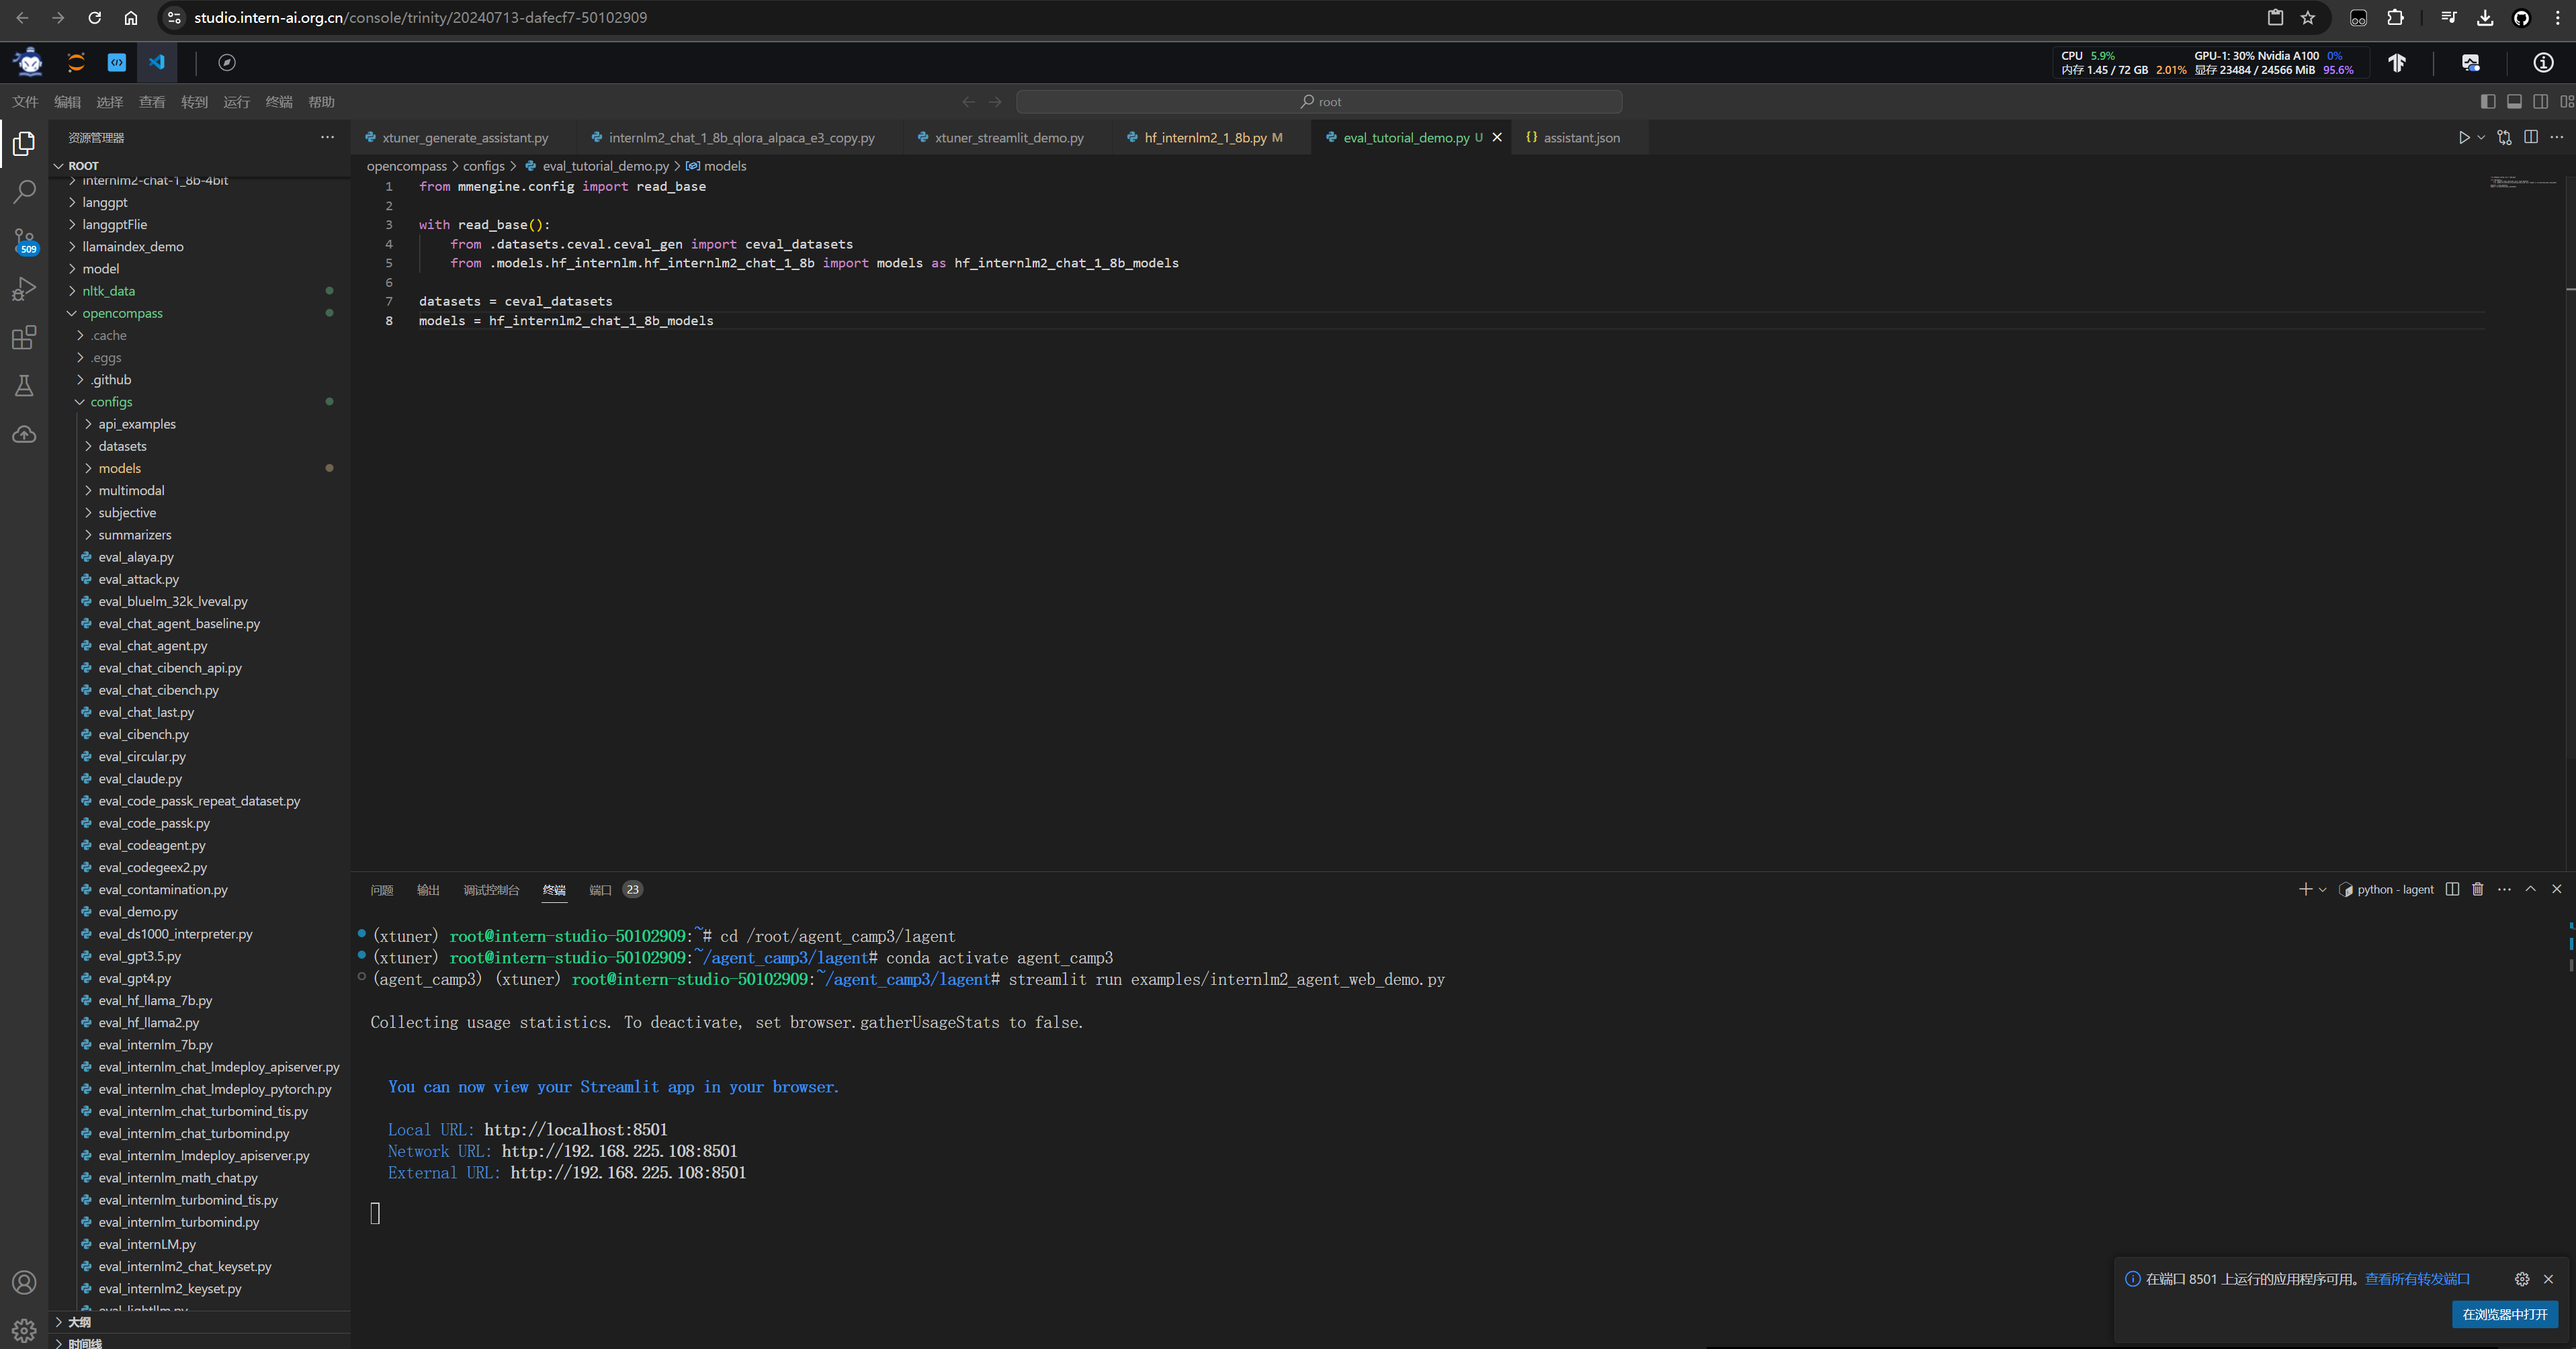 studio.intern-ai.org.cn/console/trinity/20240713-dafecf7-50102909
CPU 5.9% GPU-1: 30% Nvidia A100 0%
内存 1.45 / 72 GB 2.01% 显存 23484 / 24566 MiB 95.6%
文件 编辑 选择 查看 转到 运行 终端 帮助
root
资源管理器
xtuner_generate_assistant.py
internlm2_chat_1_8b_qlora_alpaca_e3_copy.py
xtuner_streamlit_demo.py
hf_internlm2_1_8b.py M
eval_tutorial_demo.py U
{} assistant.json
opencompass > configs > eval_tutorial_demo.py > models
ROOT
internlm2-chat-1_8b-4bit
langgpt
langgptFlie
llamaindex_demo
model
nltk_data
opencompass
.cache
.eggs
.github
configs
api_examples
datasets
models
multimodal
subjective
summarizers
eval_alaya.py
eval_attack.py
eval_bluelm_32k_lveval.py
eval_chat_agent_baseline.py
eval_chat_agent.py
eval_chat_cibench_api.py
eval_chat_cibench.py
eval_chat_last.py
eval_cibench.py
eval_circular.py
eval_claude.py
eval_code_passk_repeat_dataset.py
eval_code_passk.py
eval_codeagent.py
eval_codegeex2.py
eval_contamination.py
eval_demo.py
eval_ds1000_interpreter.py
eval_gpt3.5.py
eval_gpt4.py
eval_hf_llama_7b.py
eval_hf_llama2.py
eval_internlm_7b.py
eval_internlm_chat_lmdeploy_apiserver.py
eval_internlm_chat_lmdeploy_pytorch.py
eval_internlm_chat_turbomind_tis.py
eval_internlm_chat_turbomind.py
eval_internlm_lmdeploy_apiserver.py
eval_internlm_math_chat.py
eval_internlm_turbomind_tis.py
eval_internlm_turbomind.py
eval_internLM.py
eval_internlm2_chat_keyset.py
eval_internlm2_keyset.py
eval_lightllm.py
大纲
时间线
509
1 from mmengine.config import read_base
2
3 with read_base():
4 from .datasets.ceval.ceval_gen import ceval_datasets
5 from .models.hf_internlm.hf_internlm2_chat_1_8b import models as hf_internlm2_chat_1_8b_models
6
7 datasets = ceval_datasets
8 models = hf_internlm2_chat_1_8b_models
问题 输出 调试控制台 终端 端口 23
python - lagent
(xtuner) root@intern-studio-50102909:~# cd /root/agent_camp3/lagent
(xtuner) root@intern-studio-50102909:~/agent_camp3/lagent# conda activate agent_camp3
(agent_camp3) (xtuner) root@intern-studio-50102909:~/agent_camp3/lagent# streamlit run examples/internlm2_agent_web_demo.py
Collecting usage statistics. To deactivate, set browser.gatherUsageStats to false.
You can now view your Streamlit app in your browser.
Local URL: http://localhost:8501
Network URL: http://192.168.225.108:8501
External URL: http://192.168.225.108:8501
在端口 8501 上运行的应用程序可用。查看所有转发端口
在浏览器中打开